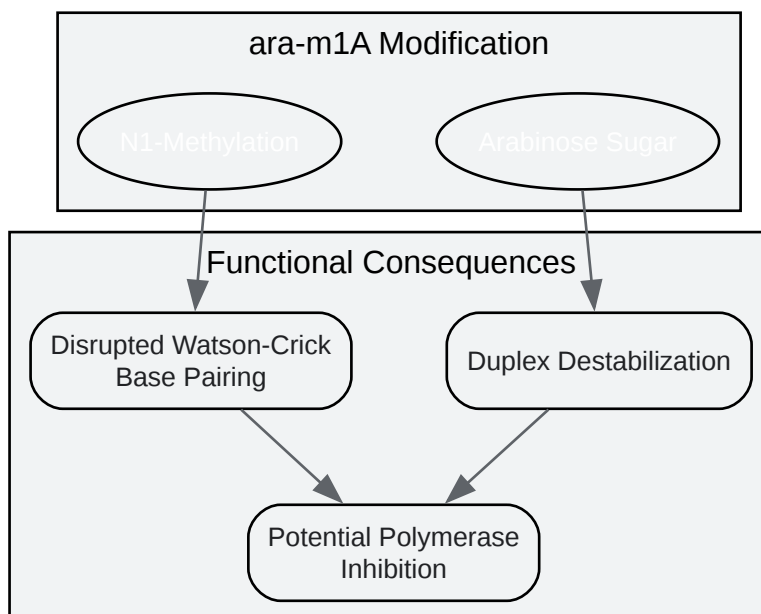 ara-m1A Modification
N1-Methylation
Arabinose Sugar
Functional Consequences
Disrupted Watson-Crick
Base Pairing
Duplex Destabilization
Potential Polymerase
Inhibition